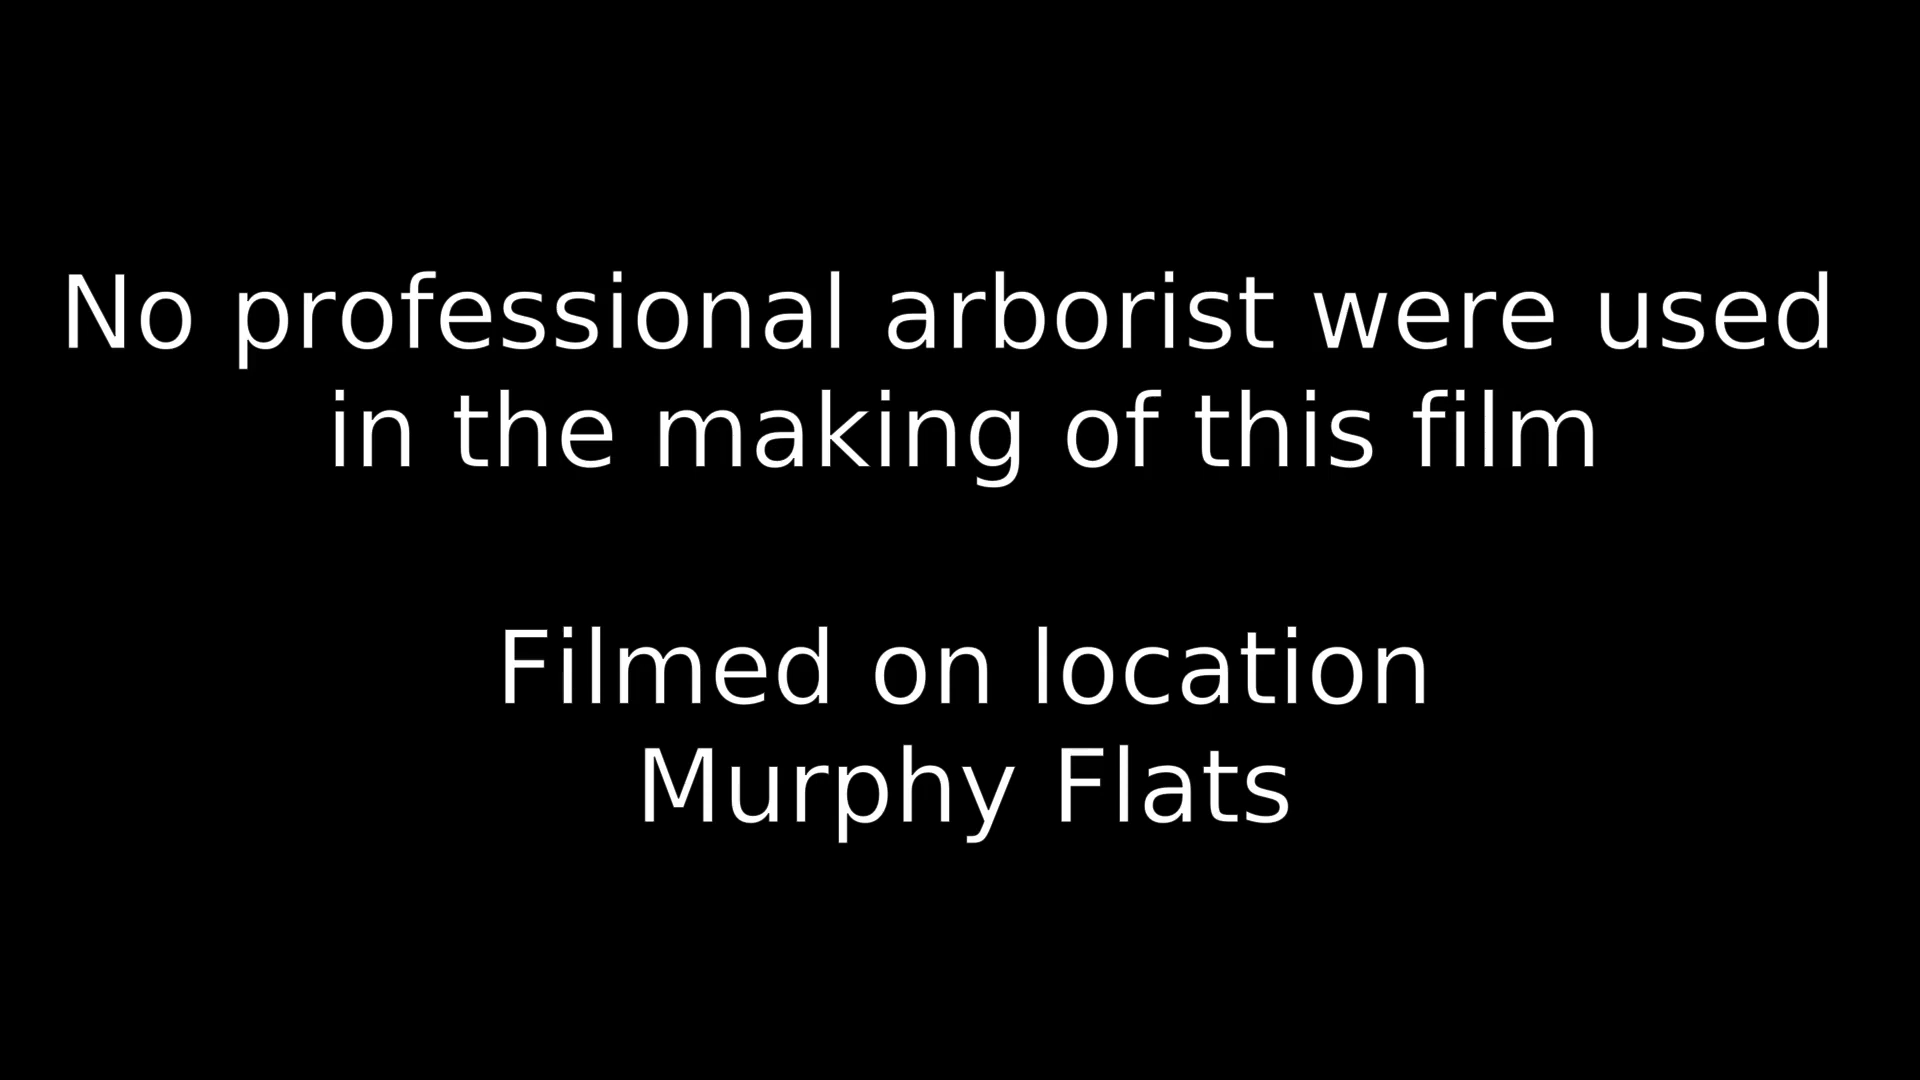 No professional arborist were used
in the making of this film
Filmed on location
Murphy Flats